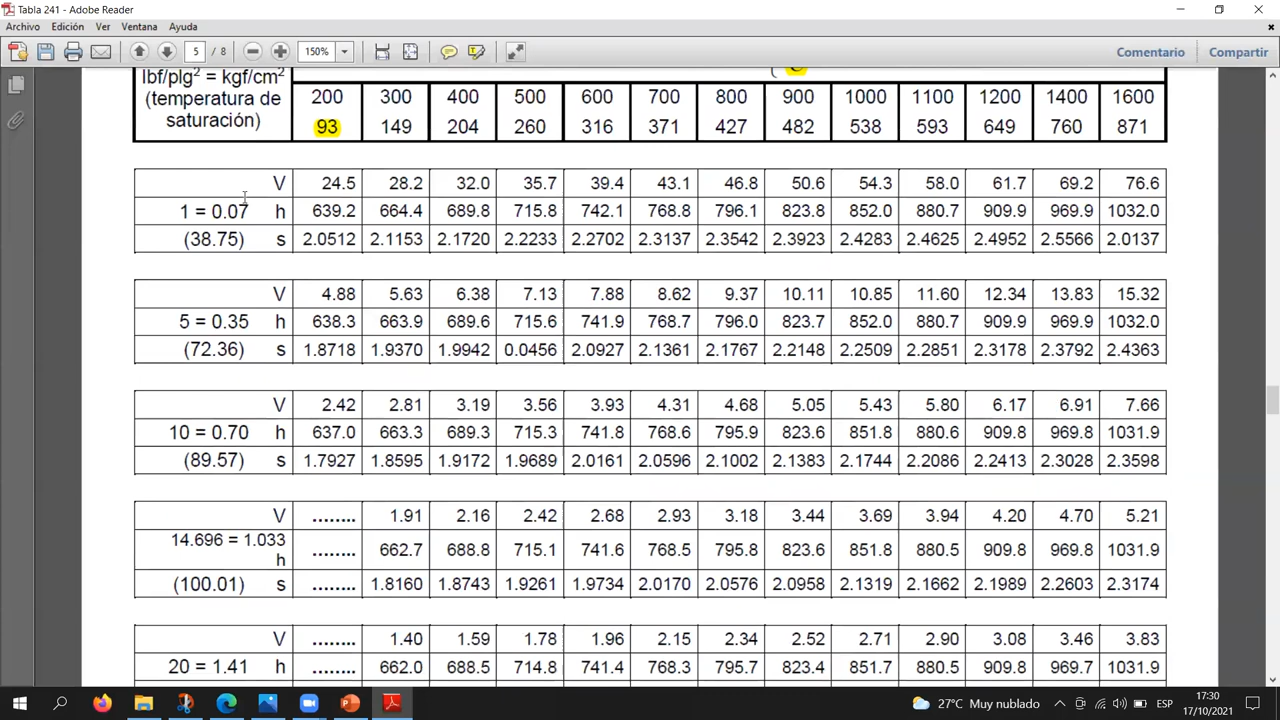 Tabla 241 - Adobe Reader
Archivo Edición Ver Ventana Ayuda
5 / 8 150% Comentario Compartir
lbf/plg² = kgf/cm²
(temperatura de
saturación)
200 300 400 500 600 700 800 900 1000 1100 1200 1400 1600
93 149 204 260 316 371 427 482 538 593 649 760 871
V 24.5 28.2 32.0 35.7 39.4 43.1 46.8 50.6 54.3 58.0 61.7 69.2 76.6
1 = 0.07 h 639.2 664.4 689.8 715.8 742.1 768.8 796.1 823.8 852.0 880.7 909.9 969.9 1032.0
(38.75) s 2.0512 2.1153 2.1720 2.2233 2.2702 2.3137 2.3542 2.3923 2.4283 2.4625 2.4952 2.5566 2.0137
V 4.88 5.63 6.38 7.13 7.88 8.62 9.37 10.11 10.85 11.60 12.34 13.83 15.32
5 = 0.35 h 638.3 663.9 689.6 715.6 741.9 768.7 796.0 823.7 852.0 880.7 909.9 969.9 1032.0
(72.36) s 1.8718 1.9370 1.9942 0.0456 2.0927 2.1361 2.1767 2.2148 2.2509 2.2851 2.3178 2.3792 2.4363
V 2.42 2.81 3.19 3.56 3.93 4.31 4.68 5.05 5.43 5.80 6.17 6.91 7.66
10 = 0.70 h 637.0 663.3 689.3 715.3 741.8 768.6 795.9 823.6 851.8 880.6 909.8 969.8 1031.9
(89.57) s 1.7927 1.8595 1.9172 1.9689 2.0161 2.0596 2.1002 2.1383 2.1744 2.2086 2.2413 2.3028 2.3598
V ........ 1.91 2.16 2.42 2.68 2.93 3.18 3.44 3.69 3.94 4.20 4.70 5.21
14.696 = 1.033
h ........ 662.7 688.8 715.1 741.6 768.5 795.8 823.6 851.8 880.5 909.8 969.8 1031.9
(100.01) s ........ 1.8160 1.8743 1.9261 1.9734 2.0170 2.0576 2.0958 2.1319 2.1662 2.1989 2.2603 2.3174
V ........ 1.40 1.59 1.78 1.96 2.15 2.34 2.52 2.71 2.90 3.08 3.46 3.83
20 = 1.41 h ........ 662.0 688.5 714.8 741.4 768.3 795.7 823.4 851.7 880.5 909.8 969.7 1031.9
27°C Muy nublado ESP 17:30
17/10/2021